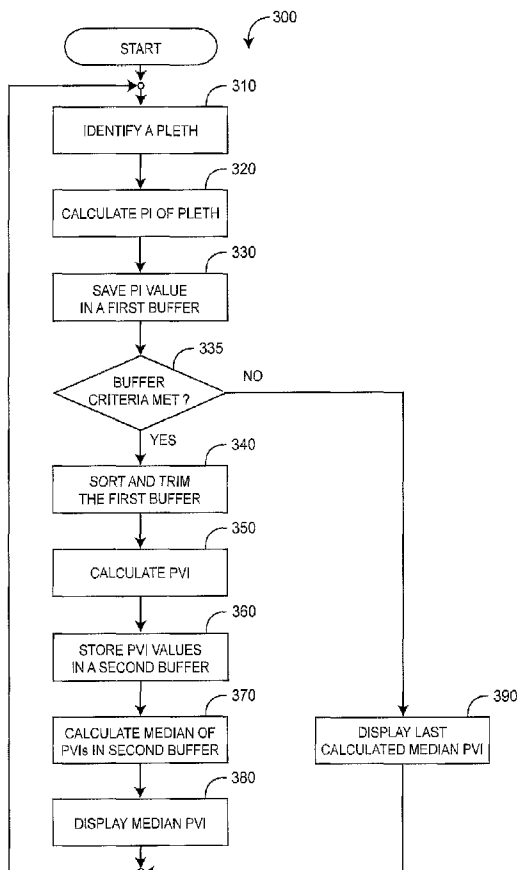 300
START
310
IDENTIFY A PLETH
320
CALCULATE PI OF PLETH
330
SAVE PI VALUE
IN A FIRST BUFFER
335
BUFFER
CRITERIA MET ?
NO
YES
340
SORT AND TRIM
THE FIRST BUFFER
350
CALCULATE PVI
360
STORE PVI VALUES
IN A SECOND BUFFER
370
CALCULATE MEDIAN OF
PVIs IN SECOND BUFFER
390
DISPLAY LAST
CALCULATED MEDIAN PVI
380
DISPLAY MEDIAN PVI